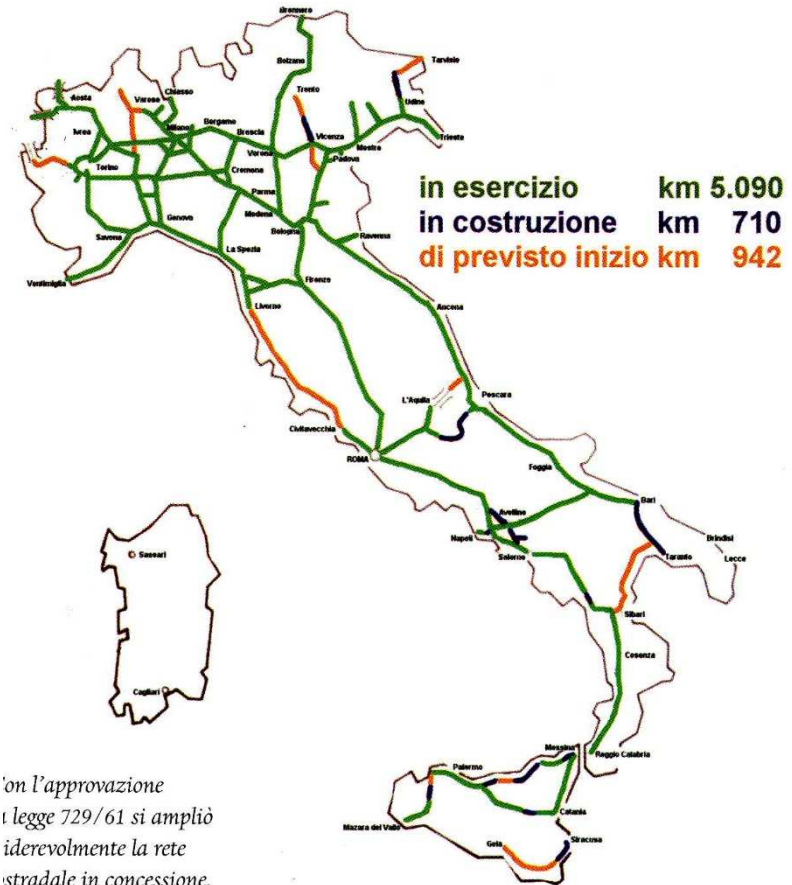 Brennero
Bolzano
Tarvisio
Trento
Aosta
Varese
Chiasso
Udine
Ivrea
Milano
Bergamo
Brescia
Vicenza
Mestre
Trieste
Verona
Padova
Torino
Cremona
Parma
Modena
Genova
Bologna
Ravenna
Savona
La Spezia
Ventimiglia
Firenze
Livorno
Ancona
in esercizio km 5.090
in costruzione km 710
di previsto inizio km 942
L'Aquila
Pescara
Civitavecchia
ROMA
Foggia
Bari
Avellino
Napoli
Salerno
Brindisi
Taranto
Lecce
Sassari
Sibari
Cosenza
Cagliari
Messina
Reggio Calabria
Palermo
Catania
Mazara del Vallo
Gela
Siracusa
'on l'approvazione
a legge 729/61 si ampliò
iderevolmente la rete
ostradale in concessione.